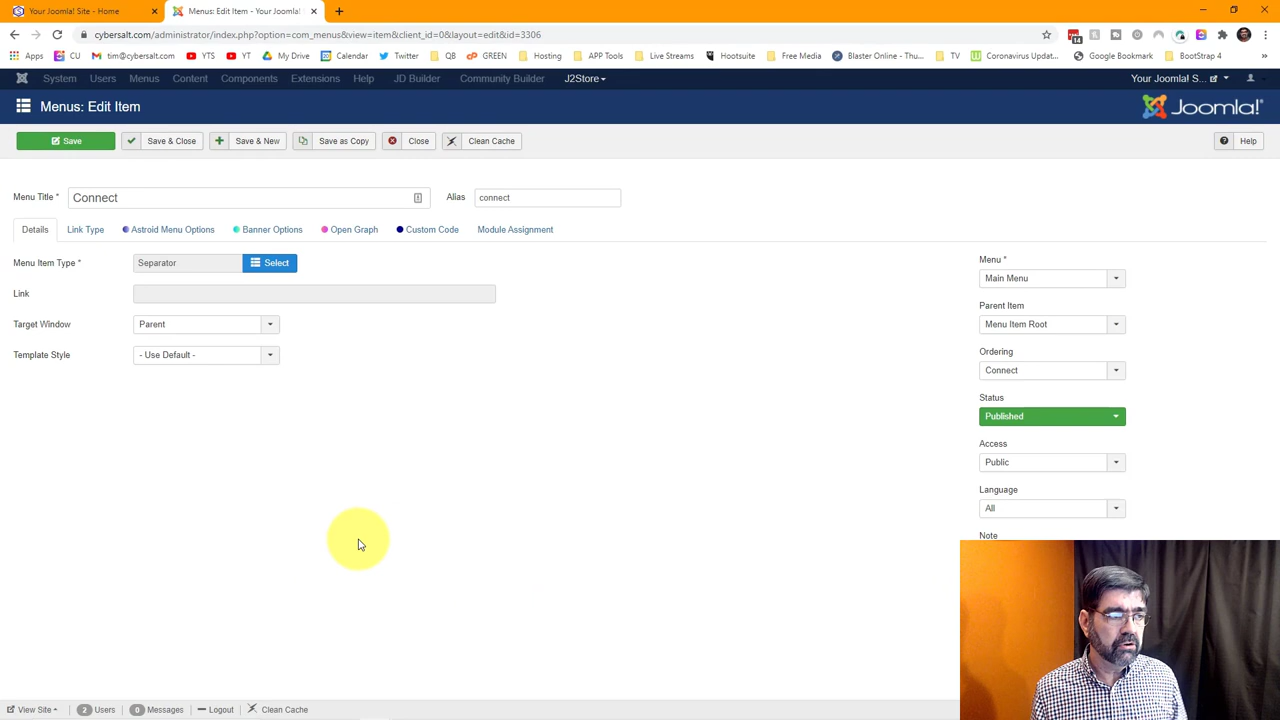 Your Joomla! Site - Home
Menus: Edit Item - Your Joomla!
cybersalt.com/administrator/index.php?option=com_menus&view=item&client_id=0&layout=edit&id=3306
Apps CU tim@cybersalt.com YTS YT My Drive Calendar Twitter QB GREEN Hosting APP Tools Live Streams Hootsuite Free Media Blaster Online - Thu... TV Coronavirus Updat... Google Bookmark BootStrap 4
14
System Users Menus Content Components Extensions Help JD Builder Community Builder J2Store Your Joomla! S...
Menus: Edit Item
Joomla!®
Save Save & Close Save & New Save as Copy Close Clean Cache Help
Menu Title * Connect Alias connect
Details Link Type Astroid Menu Options Banner Options Open Graph Custom Code Module Assignment
Menu Item Type * Separator Select
Link
Target Window Parent
Template Style - Use Default -
Menu *
Main Menu
Parent Item
Menu Item Root
Ordering
Connect
Status
Published
Access
Public
Language
All
Note
View Site 2 Users 0 Messages Logout Clean Cache